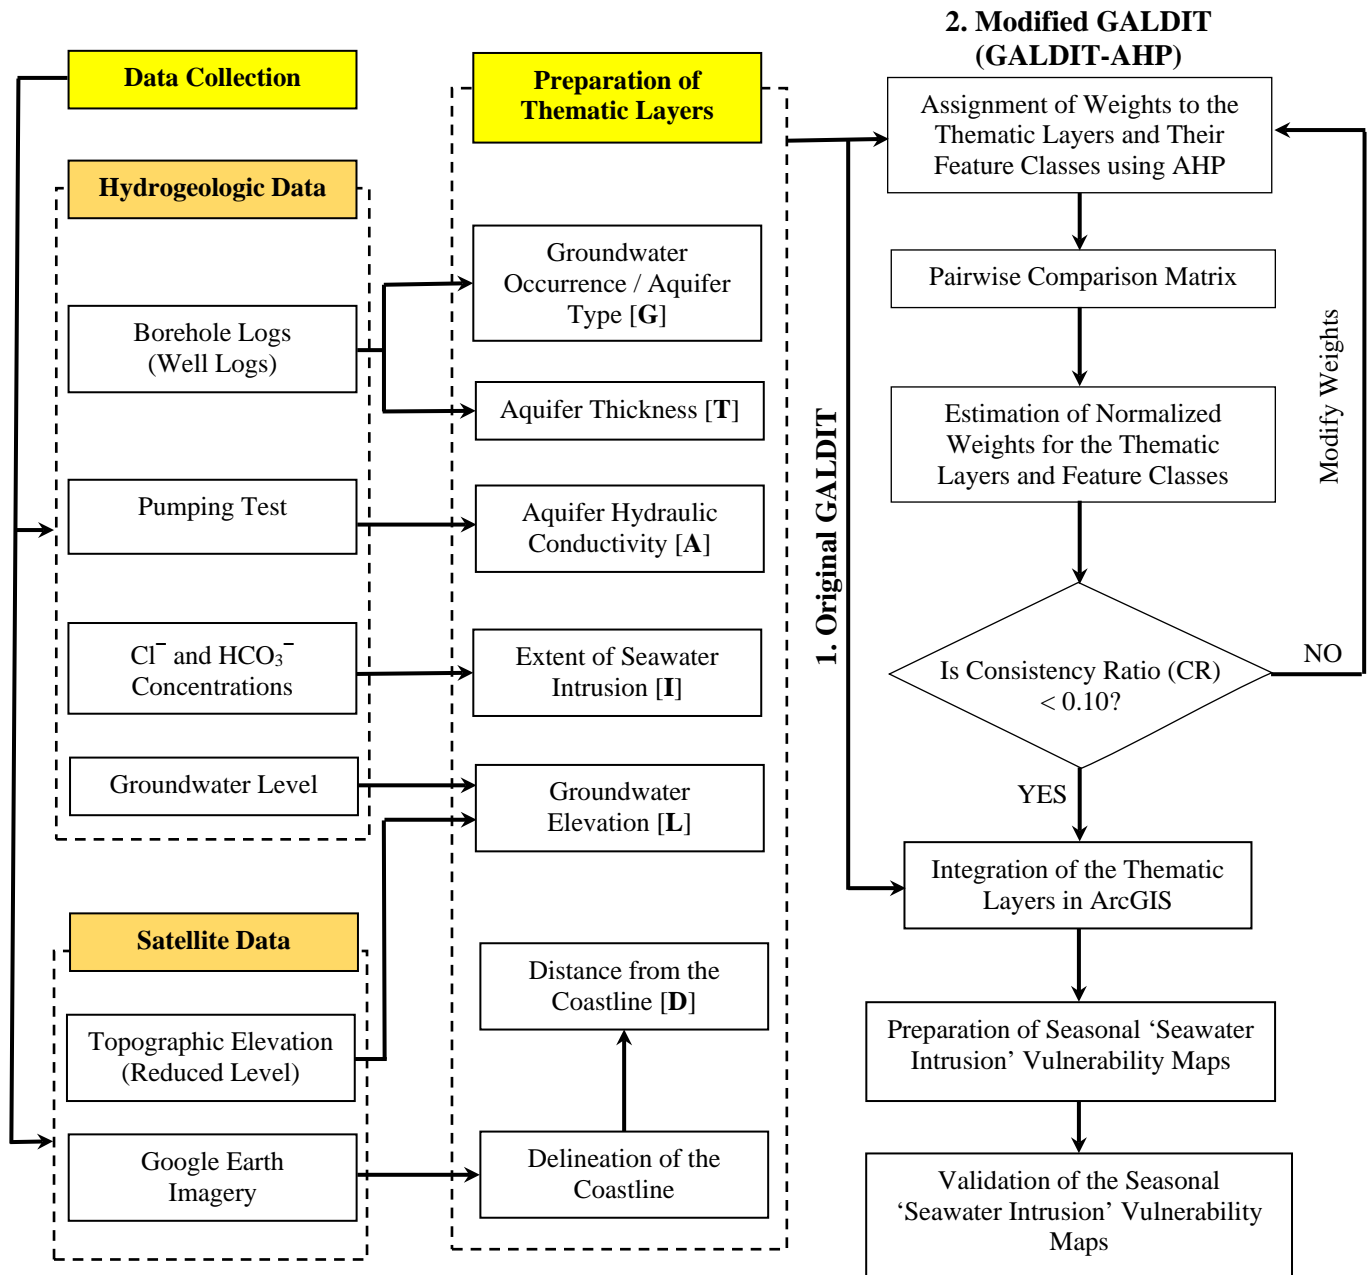 Data Collection
Hydrogeologic Data
Borehole Logs
(Well Logs)
Pumping Test
Cl⁻ and HCO₃⁻
Concentrations
Groundwater Level
Satellite Data
Topographic Elevation
(Reduced Level)
Google Earth
Imagery
Preparation of
Thematic Layers
Groundwater
Occurrence / Aquifer
Type [G]
Aquifer Thickness [T]
Aquifer Hydraulic
Conductivity [A]
Extent of Seawater
Intrusion [I]
Groundwater
Elevation [L]
Distance from the
Coastline [D]
Delineation of the
Coastline
1. Original GALDIT
2. Modified GALDIT
(GALDIT-AHP)
Assignment of Weights to the
Thematic Layers and Their
Feature Classes using AHP
Pairwise Comparison Matrix
Estimation of Normalized
Weights for the Thematic
Layers and Feature Classes
Is Consistency Ratio (CR)
< 0.10?
NO
Modify Weights
YES
Integration of the Thematic
Layers in ArcGIS
Preparation of Seasonal ‘Seawater
Intrusion’ Vulnerability Maps
Validation of the Seasonal
‘Seawater Intrusion’ Vulnerability
Maps